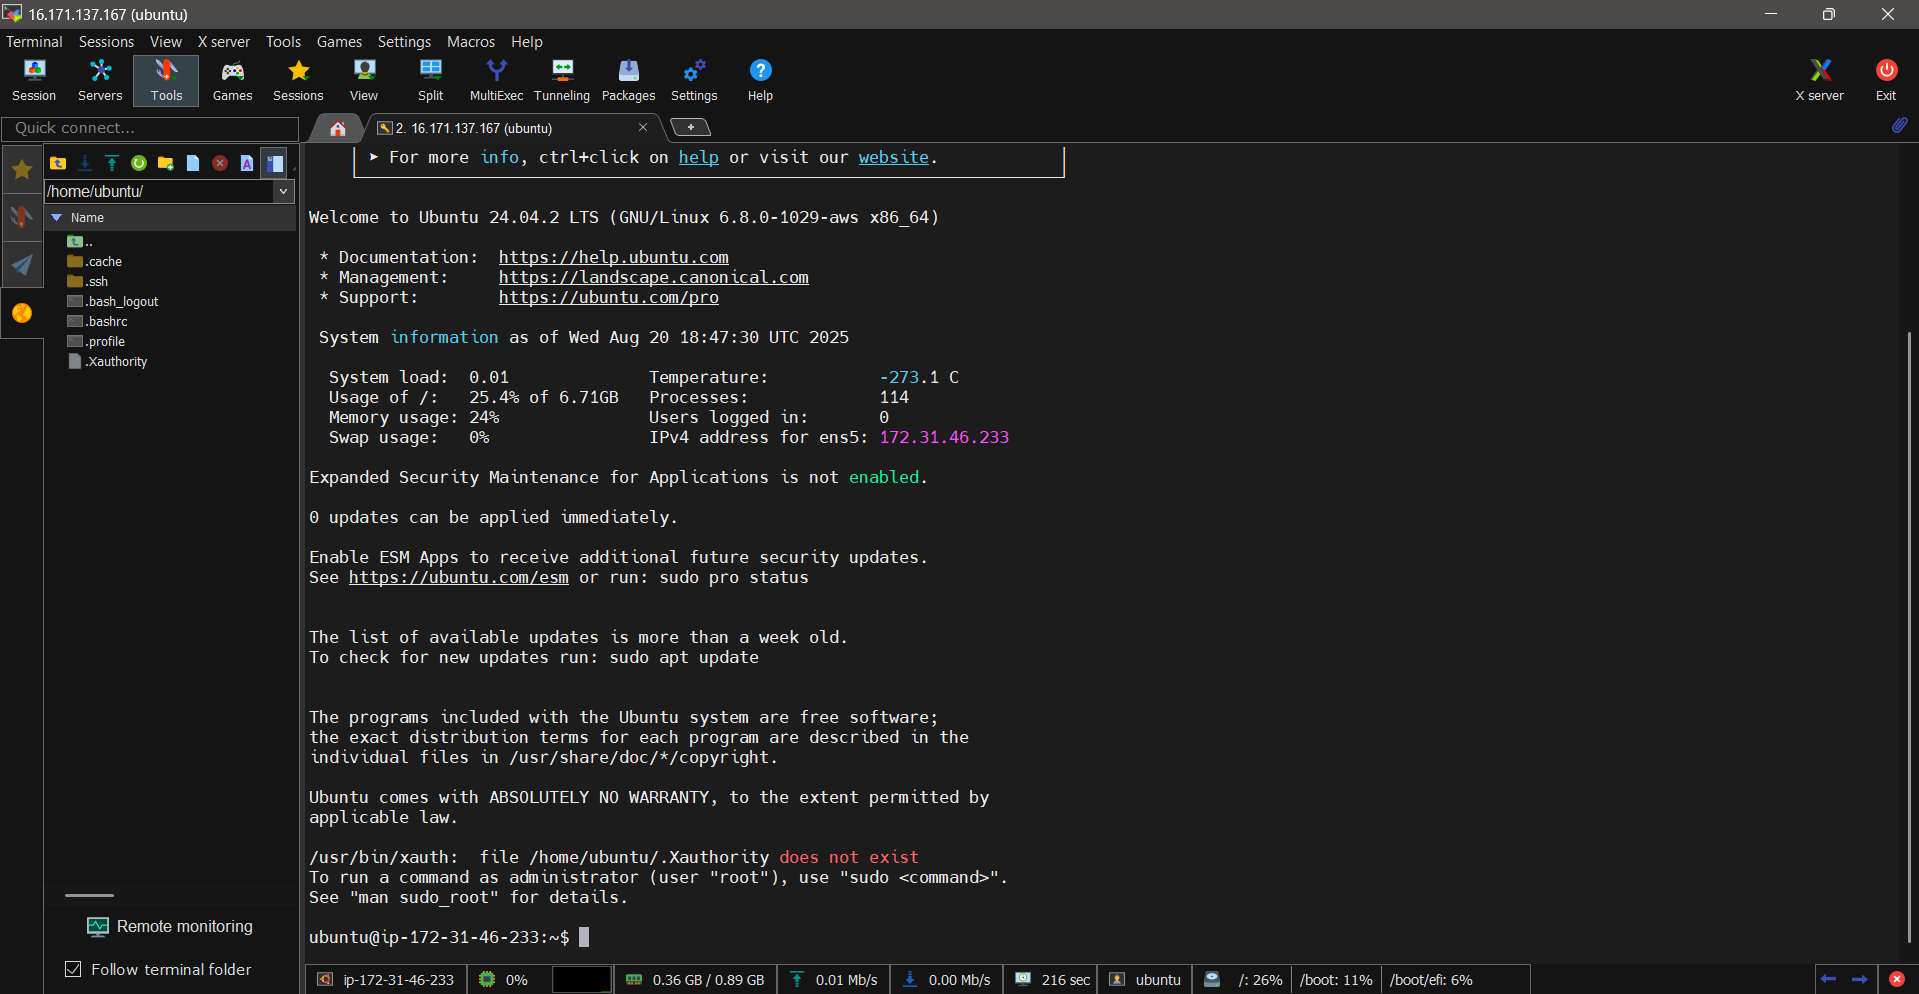 16.171.137.167 (ubuntu)
Terminal Sessions View X server Tools Games Settings Macros Help
Session Servers Tools Games Sessions View Split MultiExec Tunneling Packages Settings Help X server Exit
Quick connect...
2. 16.171.137.167 (ubuntu)
/home/ubuntu/
Name
..
.cache
.ssh
.bash_logout
.bashrc
.profile
.Xauthority
Remote monitoring
Follow terminal folder
➤ For more info, ctrl+click on help or visit our website.
Welcome to Ubuntu 24.04.2 LTS (GNU/Linux 6.8.0-1029-aws x86_64)
* Documentation:  https://help.ubuntu.com
* Management:     https://landscape.canonical.com
* Support:        https://ubuntu.com/pro
System information as of Wed Aug 20 18:47:30 UTC 2025
System load:  0.01              Temperature:           -273.1 C
Usage of /:   25.4% of 6.71GB   Processes:             114
Memory usage: 24%               Users logged in:       0
Swap usage:   0%                IPv4 address for ens5: 172.31.46.233
Expanded Security Maintenance for Applications is not enabled.
0 updates can be applied immediately.
Enable ESM Apps to receive additional future security updates.
See https://ubuntu.com/esm or run: sudo pro status
The list of available updates is more than a week old.
To check for new updates run: sudo apt update
The programs included with the Ubuntu system are free software;
the exact distribution terms for each program are described in the
individual files in /usr/share/doc/*/copyright.
Ubuntu comes with ABSOLUTELY NO WARRANTY, to the extent permitted by
applicable law.
/usr/bin/xauth:  file /home/ubuntu/.Xauthority does not exist
To run a command as administrator (user "root"), use "sudo <command>".
See "man sudo_root" for details.
ubuntu@ip-172-31-46-233:~$
ip-172-31-46-233 0% 0.36 GB / 0.89 GB 0.01 Mb/s 0.00 Mb/s 216 sec ubuntu /: 26% /boot: 11% /boot/efi: 6%